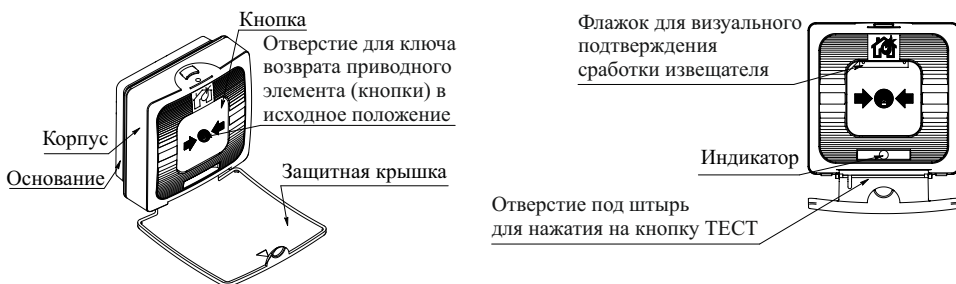 Кнопка
Отверстие для ключа
возврата приводного
элемента (кнопки) в
исходное положение
Корпус
Основание
Защитная крышка
Флажок для визуального
подтверждения
сработки извещателя
Индикатор
Отверстие под штырь
для нажатия на кнопку ТЕСТ